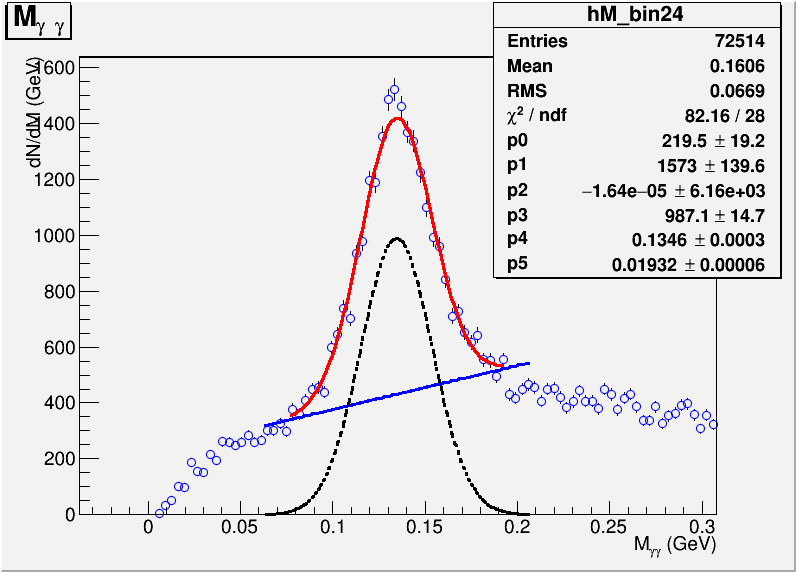 Mγ γ
hM_bin24
Entries 72514
Mean 0.1606
RMS 0.0669
χ² / ndf 82.16 / 28
p0 219.5 ± 19.2
p1 1573 ± 139.6
p2 −1.64e−05 ± 6.16e+03
p3 987.1 ± 14.7
p4 0.1346 ± 0.0003
p5 0.01932 ± 0.00006
dN/dM (GeV)
1600
1400
1200
1000
800
600
400
200
0
0 0.05 0.1 0.15 0.2 0.25 0.3
Mγγ (GeV)